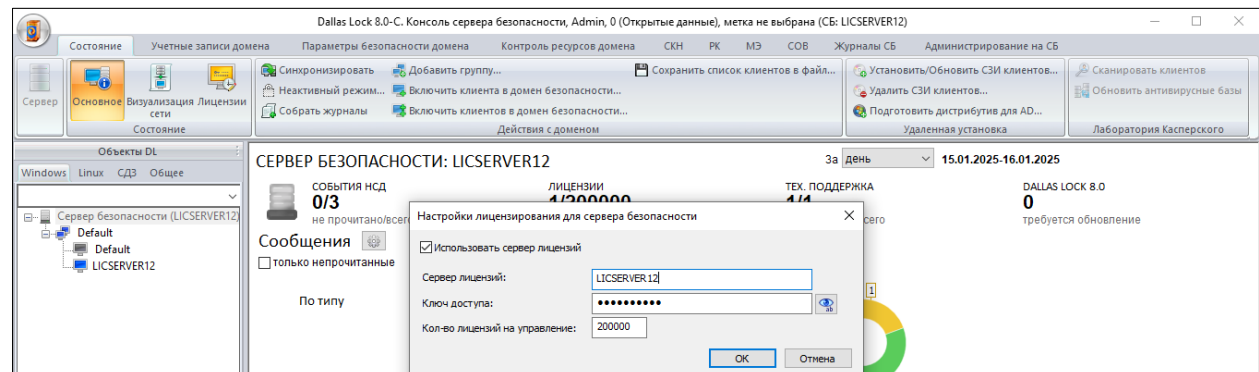 Dallas Lock 8.0-C. Консоль сервера безопасности, Admin, 0 (Открытые данные), метка не выбрана (СБ: LICSERVER12)
Состояние Учетные записи домена Параметры безопасности домена Контроль ресурсов домена СКН РК МЭ СОВ Журналы СБ Администрирование на СБ
Сервер
Основное
Визуализация сети
Лицензии
Состояние
Синхронизировать
Неактивный режим...
Собрать журналы
Добавить группу...
Включить клиента в домен безопасности...
Включить клиентов в домен безопасности...
Сохранить список клиентов в файл...
Действия с доменом
Установить/Обновить СЗИ клиентов...
Удалить СЗИ клиентов...
Подготовить дистрибутив для AD...
Удаленная установка
Сканировать клиентов
Обновить антивирусные базы
Лаборатория Касперского
Объекты DL
Windows Linux СДЗ Общее
Сервер безопасности (LICSERVER12)
Default
Default
LICSERVER12
СЕРВЕР БЕЗОПАСНОСТИ: LICSERVER12
За день 15.01.2025-16.01.2025
СОБЫТИЯ НСД
0/3
не прочитано/всего
ЛИЦЕНЗИИ
1/200000
ТЕХ. ПОДДЕРЖКА
1/1
DALLAS LOCK 8.0
0
требуется обновление
Сообщения
только непрочитанные
По типу
1
Настройки лицензирования для сервера безопасности
Использовать сервер лицензий
Сервер лицензий: LICSERVER12
Ключ доступа: ●●●●●●●●●●
Кол-во лицензий на управление: 200000
ОК Отмена